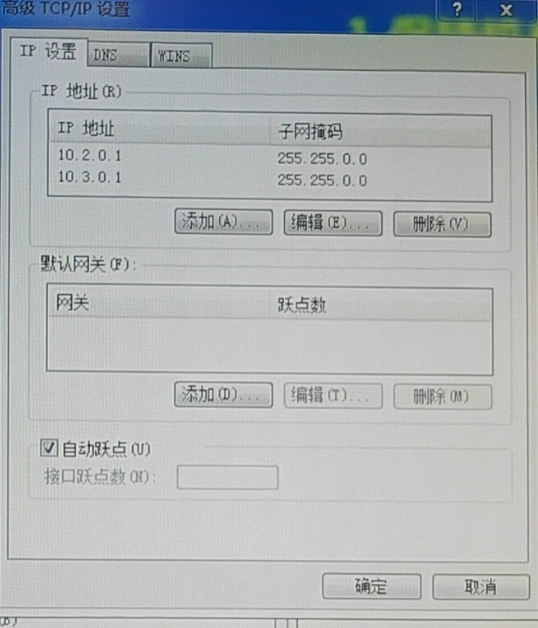 高级 TCP/IP 设置
IP 设置 DNS WINS
IP 地址(R)
IP 地址 子网掩码
10.2.0.1 255.255.0.0
10.3.0.1 255.255.0.0
添加(A)... 编辑(E)... 删除(V)
默认网关(F):
网关 跃点数
添加(D)... 编辑(T)... 删除(M)
自动跃点(U)
接口跃点数(N):
确定 取消